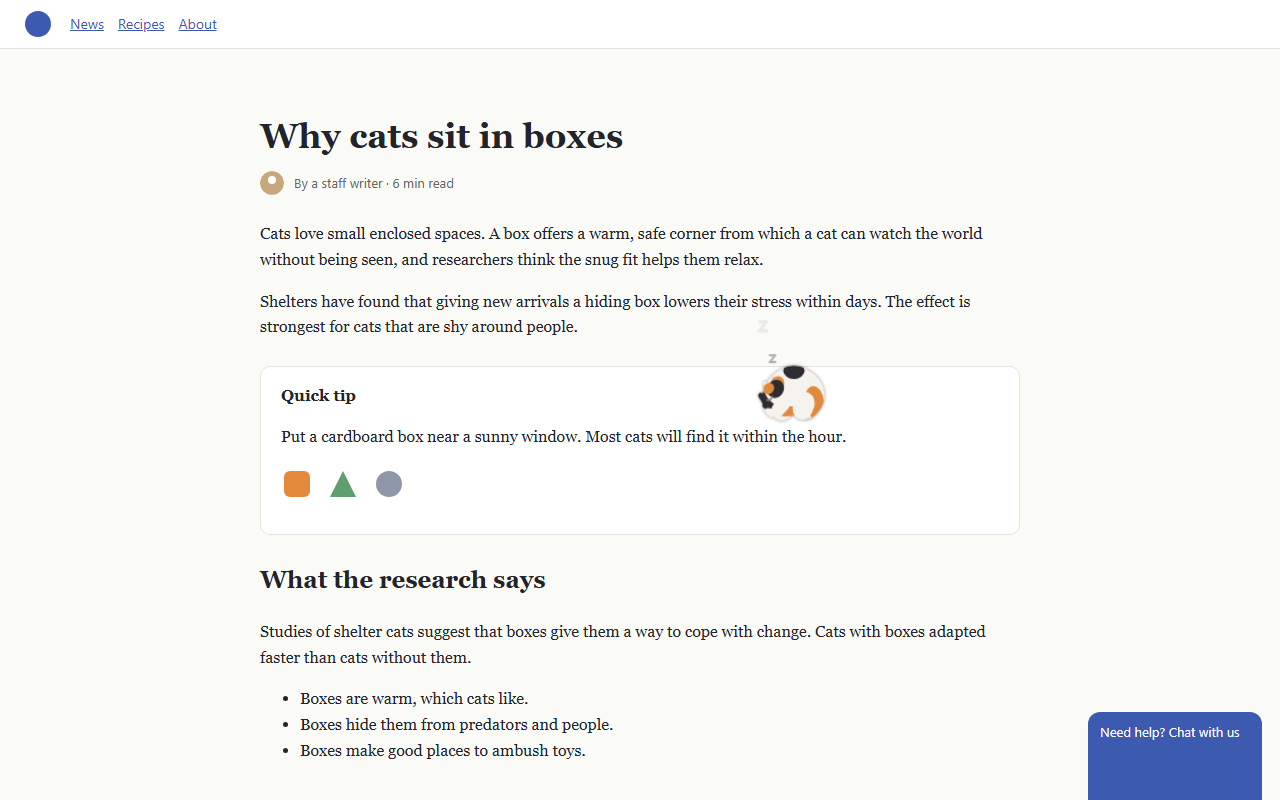 News Recipes About
Why cats sit in boxes
By a staff writer · 6 min read
Cats love small enclosed spaces. A box offers a warm, safe corner from which a cat can watch the world
without being seen, and researchers think the snug fit helps them relax.
Shelters have found that giving new arrivals a hiding box lowers their stress within days. The effect is
strongest for cats that are shy around people.
z
z
Quick tip
Put a cardboard box near a sunny window. Most cats will find it within the hour.
What the research says
Studies of shelter cats suggest that boxes give them a way to cope with change. Cats with boxes adapted
faster than cats without them.
• Boxes are warm, which cats like.
• Boxes hide them from predators and people.
• Boxes make good places to ambush toys.
Need help? Chat with us